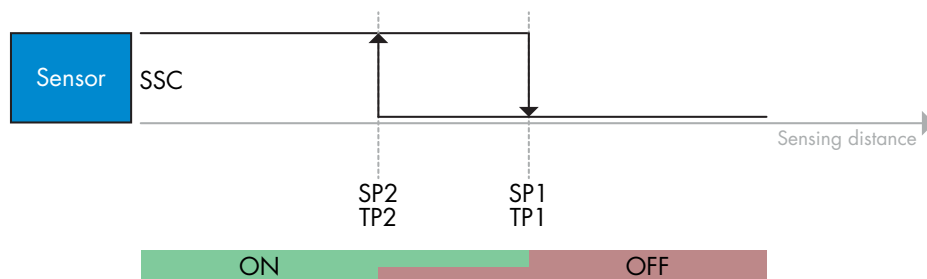 Sensor
SSC
Sensing distance
SP2
TP2
SP1
TP1
ON
OFF